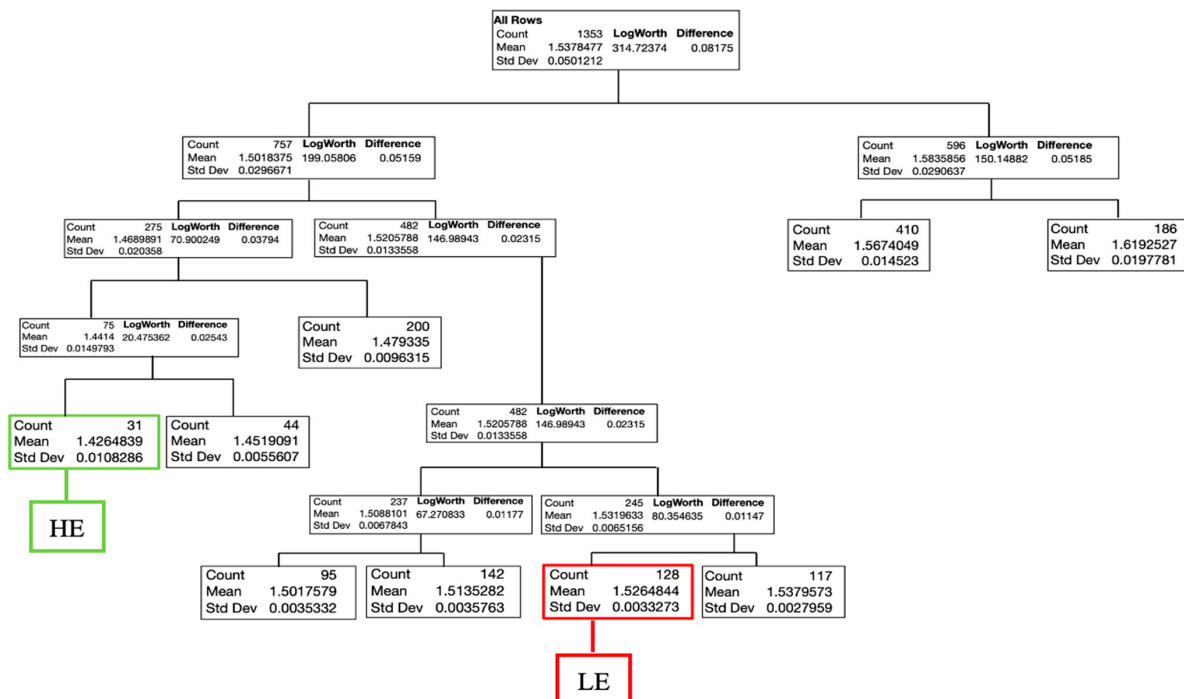 All Rows
Count 1353 LogWorth Difference
Mean 1.5378477 314.72374 0.08175
Std Dev 0.0501212
Count 757 LogWorth Difference
Mean 1.5018375 199.05806 0.05159
Std Dev 0.0296671
Count 596 LogWorth Difference
Mean 1.5835856 150.14882 0.05185
Std Dev 0.0290637
Count 275 LogWorth Difference
Mean 1.4689891 70.900249 0.03794
Std Dev 0.020358
Count 482 LogWorth Difference
Mean 1.5205788 146.98943 0.02315
Std Dev 0.0133558
Count 410
Mean 1.5674049
Std Dev 0.014523
Count 186
Mean 1.6192527
Std Dev 0.0197781
Count 75 LogWorth Difference
Mean 1.4414 20.475362 0.02543
Std Dev 0.0149793
Count 200
Mean 1.479335
Std Dev 0.0096315
Count 31
Mean 1.4264839
Std Dev 0.0108286
Count 44
Mean 1.4519091
Std Dev 0.0055607
Count 482 LogWorth Difference
Mean 1.5205788 146.98943 0.02315
Std Dev 0.0133558
HE
Count 237 LogWorth Difference
Mean 1.5088101 67.270833 0.01177
Std Dev 0.0067843
Count 245 LogWorth Difference
Mean 1.5319633 80.354635 0.01147
Std Dev 0.0065156
Count 95
Mean 1.5017579
Std Dev 0.0035332
Count 142
Mean 1.5135282
Std Dev 0.0035763
Count 128
Mean 1.5264844
Std Dev 0.0033273
Count 117
Mean 1.5379573
Std Dev 0.0027959
LE